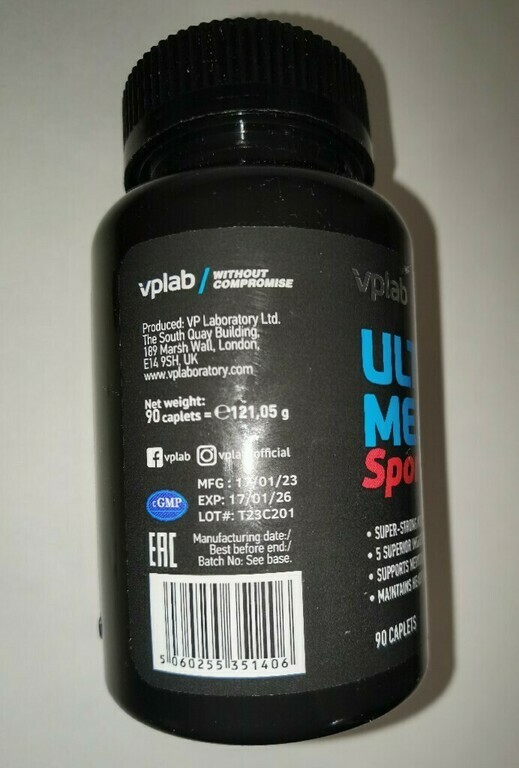 vplab / WITHOUT COMPROMISE
Produced: VP Laboratory Ltd.
The South Quay Building,
189 Marsh Wall, London,
E14 9SH, UK
www.vplaboratory.com
Net weight:
90 caplets = ℮121,05 g
vplab official
MFG : 17/01/23
EXP: 17/01/26
LOT#: T23C201
cGMP
EAC
Manufacturing date:/
Best before end:/
Batch No: See base.
5 060255 351406
vplab
ULT
ME
Spo
• SUPER-STRONG
• 5 SUPERIOR
• SUPPORTS
• MAINTAINS
90 CAPLETS